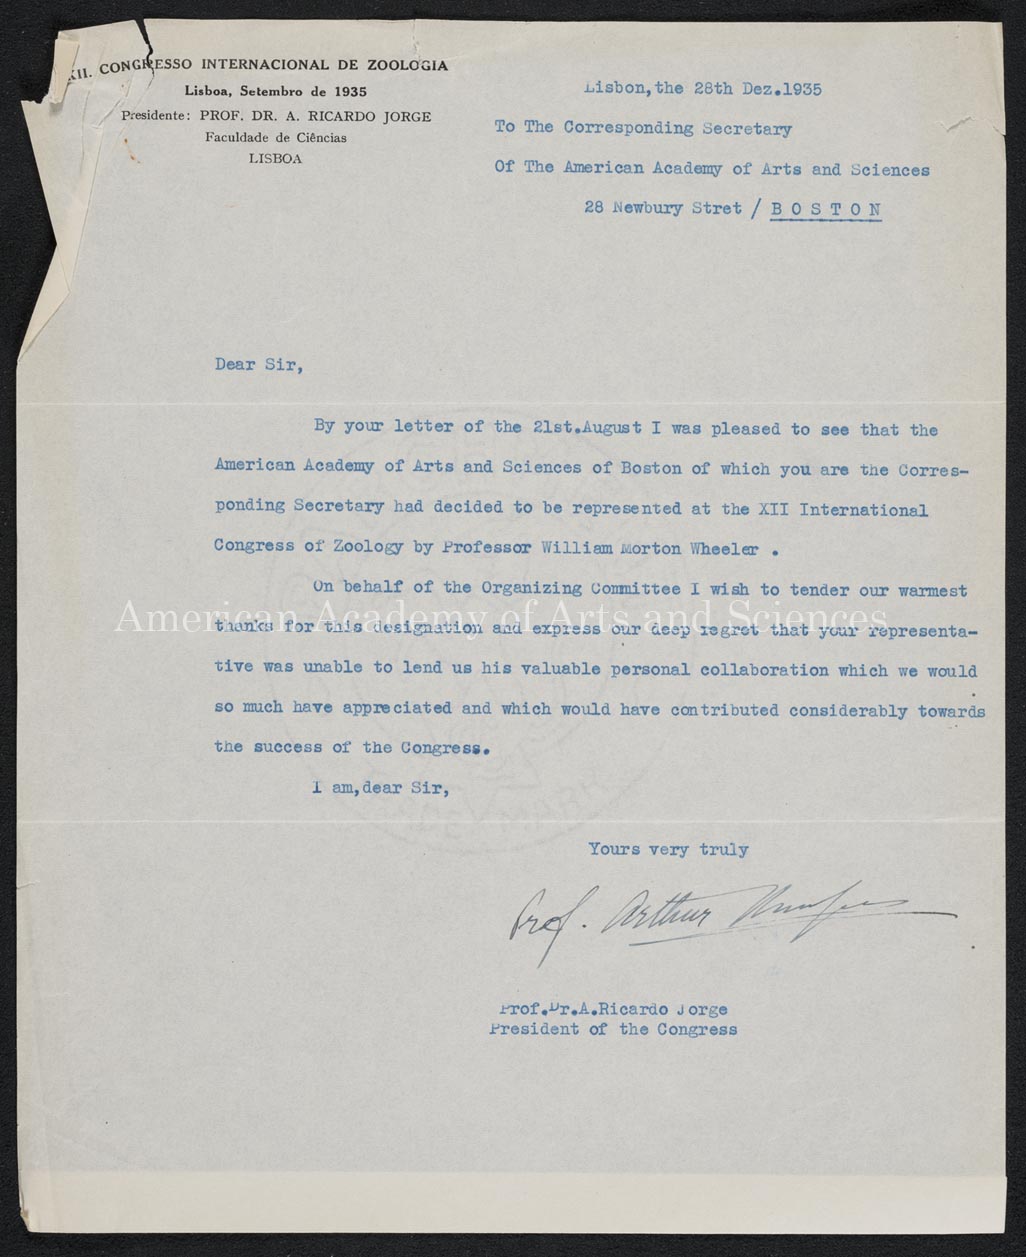 XII. CONGRESSO INTERNACIONAL DE ZOOLOGIA
Lisboa, Setembro de 1935
Presidente: PROF. DR. A. RICARDO JORGE
Faculdade de Ciências
LISBOA
Lisbon,the 28th Dez.1935
To The Corresponding Secretary
Of The American Academy of Arts and Sciences
28 Newbury Stret / BOSTON
Dear Sir,
By your letter of the 21st.August I was pleased to see that the
American Academy of Arts and Sciences of Boston of which you are the Corres-
ponding Secretary had decided to be represented at the XII International
Congress of Zoology by Professor William Morton Wheeler .
On behalf of the Organizing Committee I wish to tender our warmest
American Academy of Arts and Sciences
thanks for this designation and express our deep regret that your representa-
tive was unable to lend us his valuable personal collaboration which we would
so much have appreciated and which would have contributed considerably towards
the success of the Congress.
I am,dear Sir,
Yours very truly
Prof. Arthur
Prof.Dr.A.Ricardo Jorge
President of the Congress